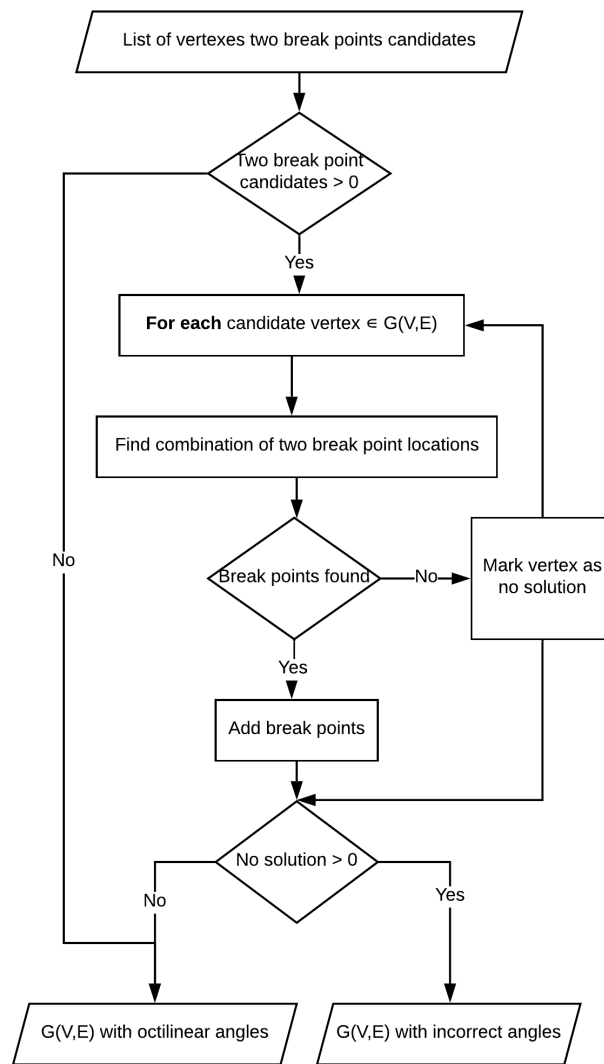 List of vertexes two break points candidates
Two break point
candidates > 0
Yes
For each candidate vertex ∈ G(V,E)
Find combination of two break point locations
No
Break points found
No
Mark vertex as
no solution
Yes
Add break points
No solution > 0
No
Yes
G(V,E) with octilinear angles
G(V,E) with incorrect angles